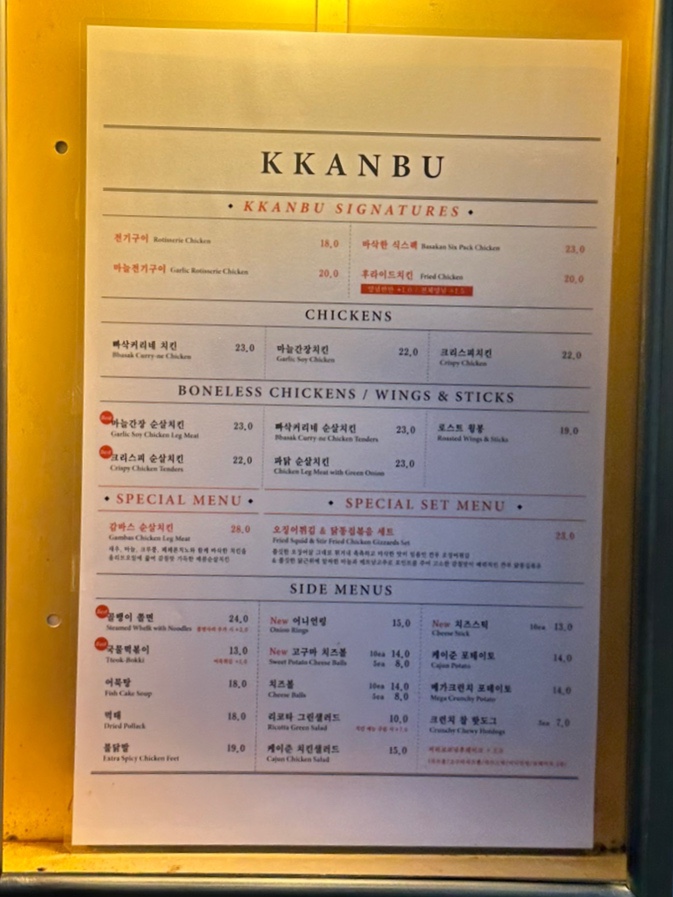 KKANBU
• KKANBU SIGNATURES •
전기구이 Rotisserie Chicken 18.0
마늘전기구이 Garlic Rotisserie Chicken 20.0
바삭한 식스팩 Basakan Six Pack Chicken 23.0
후라이드치킨 Fried Chicken 20.0
CHICKENS
빠삭커리네 치킨 23.0
Bbasak Curry-ne Chicken
마늘간장치킨 22.0
Garlic Soy Chicken
크리스피치킨 22.0
Crispy Chicken
BONELESS CHICKENS / WINGS & STICKS
Best 마늘간장 순살치킨 23.0
Garlic Soy Chicken Leg Meat
Best 크리스피 순살치킨 22.0
Crispy Chicken Tenders
빠삭커리네 순살치킨 23.0
Bbasak Curry-ne Chicken Tenders
파닭 순살치킨 23.0
Chicken Leg Meat with Green Onion
로스트 윙봉 19.0
Roasted Wings & Sticks
• SPECIAL MENU •
감바스 순살치킨 28.0
Gambas Chicken Leg Meat
새우, 마늘,
• SPECIAL SET MENU •
오징어튀김 & 닭똥집볶음 세트 23.0
Fried Squid & Stir Fried Chicken Gizzards Set
SIDE MENUS
Best 골뱅이 쫄면 24.0
Steamed Whelk with Noodles
Best 국물떡볶이 13.0
Tteok-Bokki
어묵탕 18.0
Fish Cake Soup
먹태 18.0
Dried Pollack
불닭발 19.0
Extra Spicy Chicken Feet
New 어니언링 15.0
Onion Rings
New 고구마 치즈볼 10ea 14.0
Sweet Potato Cheese Balls 5ea 8.0
치즈볼 10ea 14.0
Cheese Balls 5ea 8.0
리코타 그린샐러드 10.0
Ricotta Green Salad
케이준 치킨샐러드 15.0
Cajun Chicken Salad
New 치즈스틱 10ea 13.0
Cheese Stick
케이준 포테이토 14.0
Cajun Potato
메가크런치 포테이토 14.0
Mega Crunchy Potato
크런치 찰 핫도그 5ea 7.0
Crunchy Chewy Hotdogs